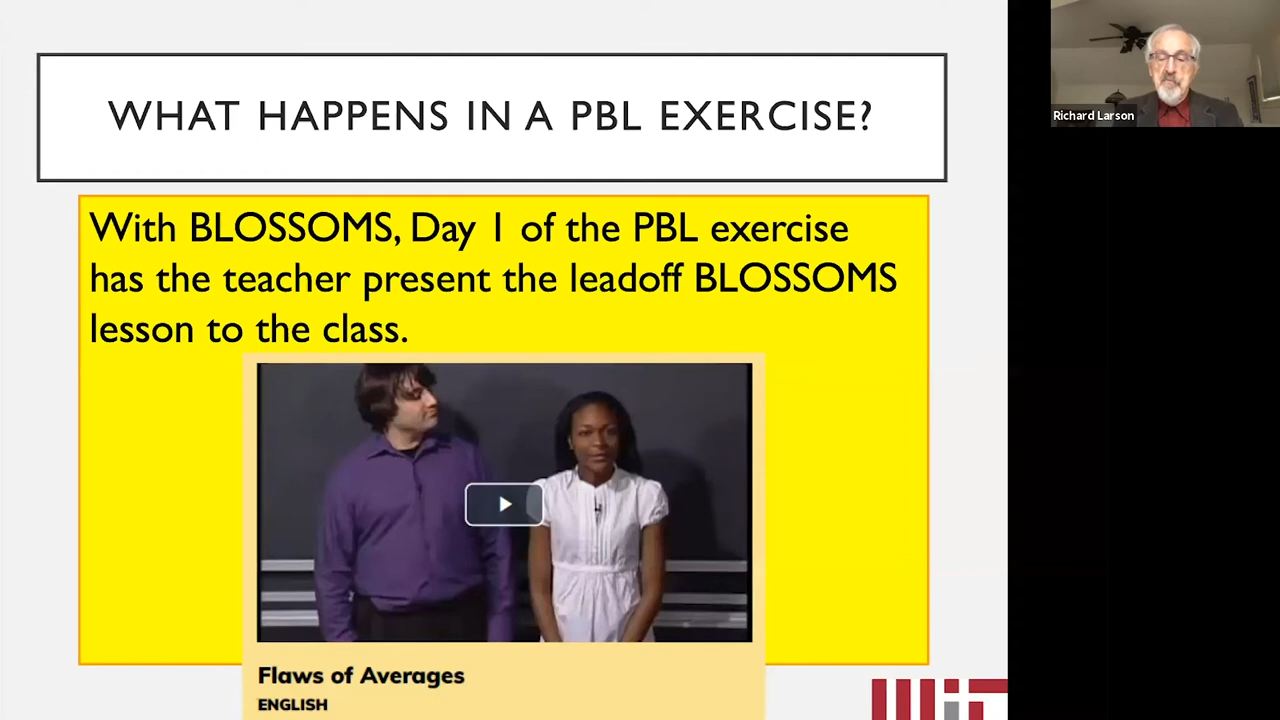 WHAT HAPPENS IN A PBL EXERCISE?
Richard Larson
With BLOSSOMS, Day 1 of the PBL exercise
has the teacher present the leadoff BLOSSOMS
lesson to the class.
Flaws of Averages
ENGLISH
MIT